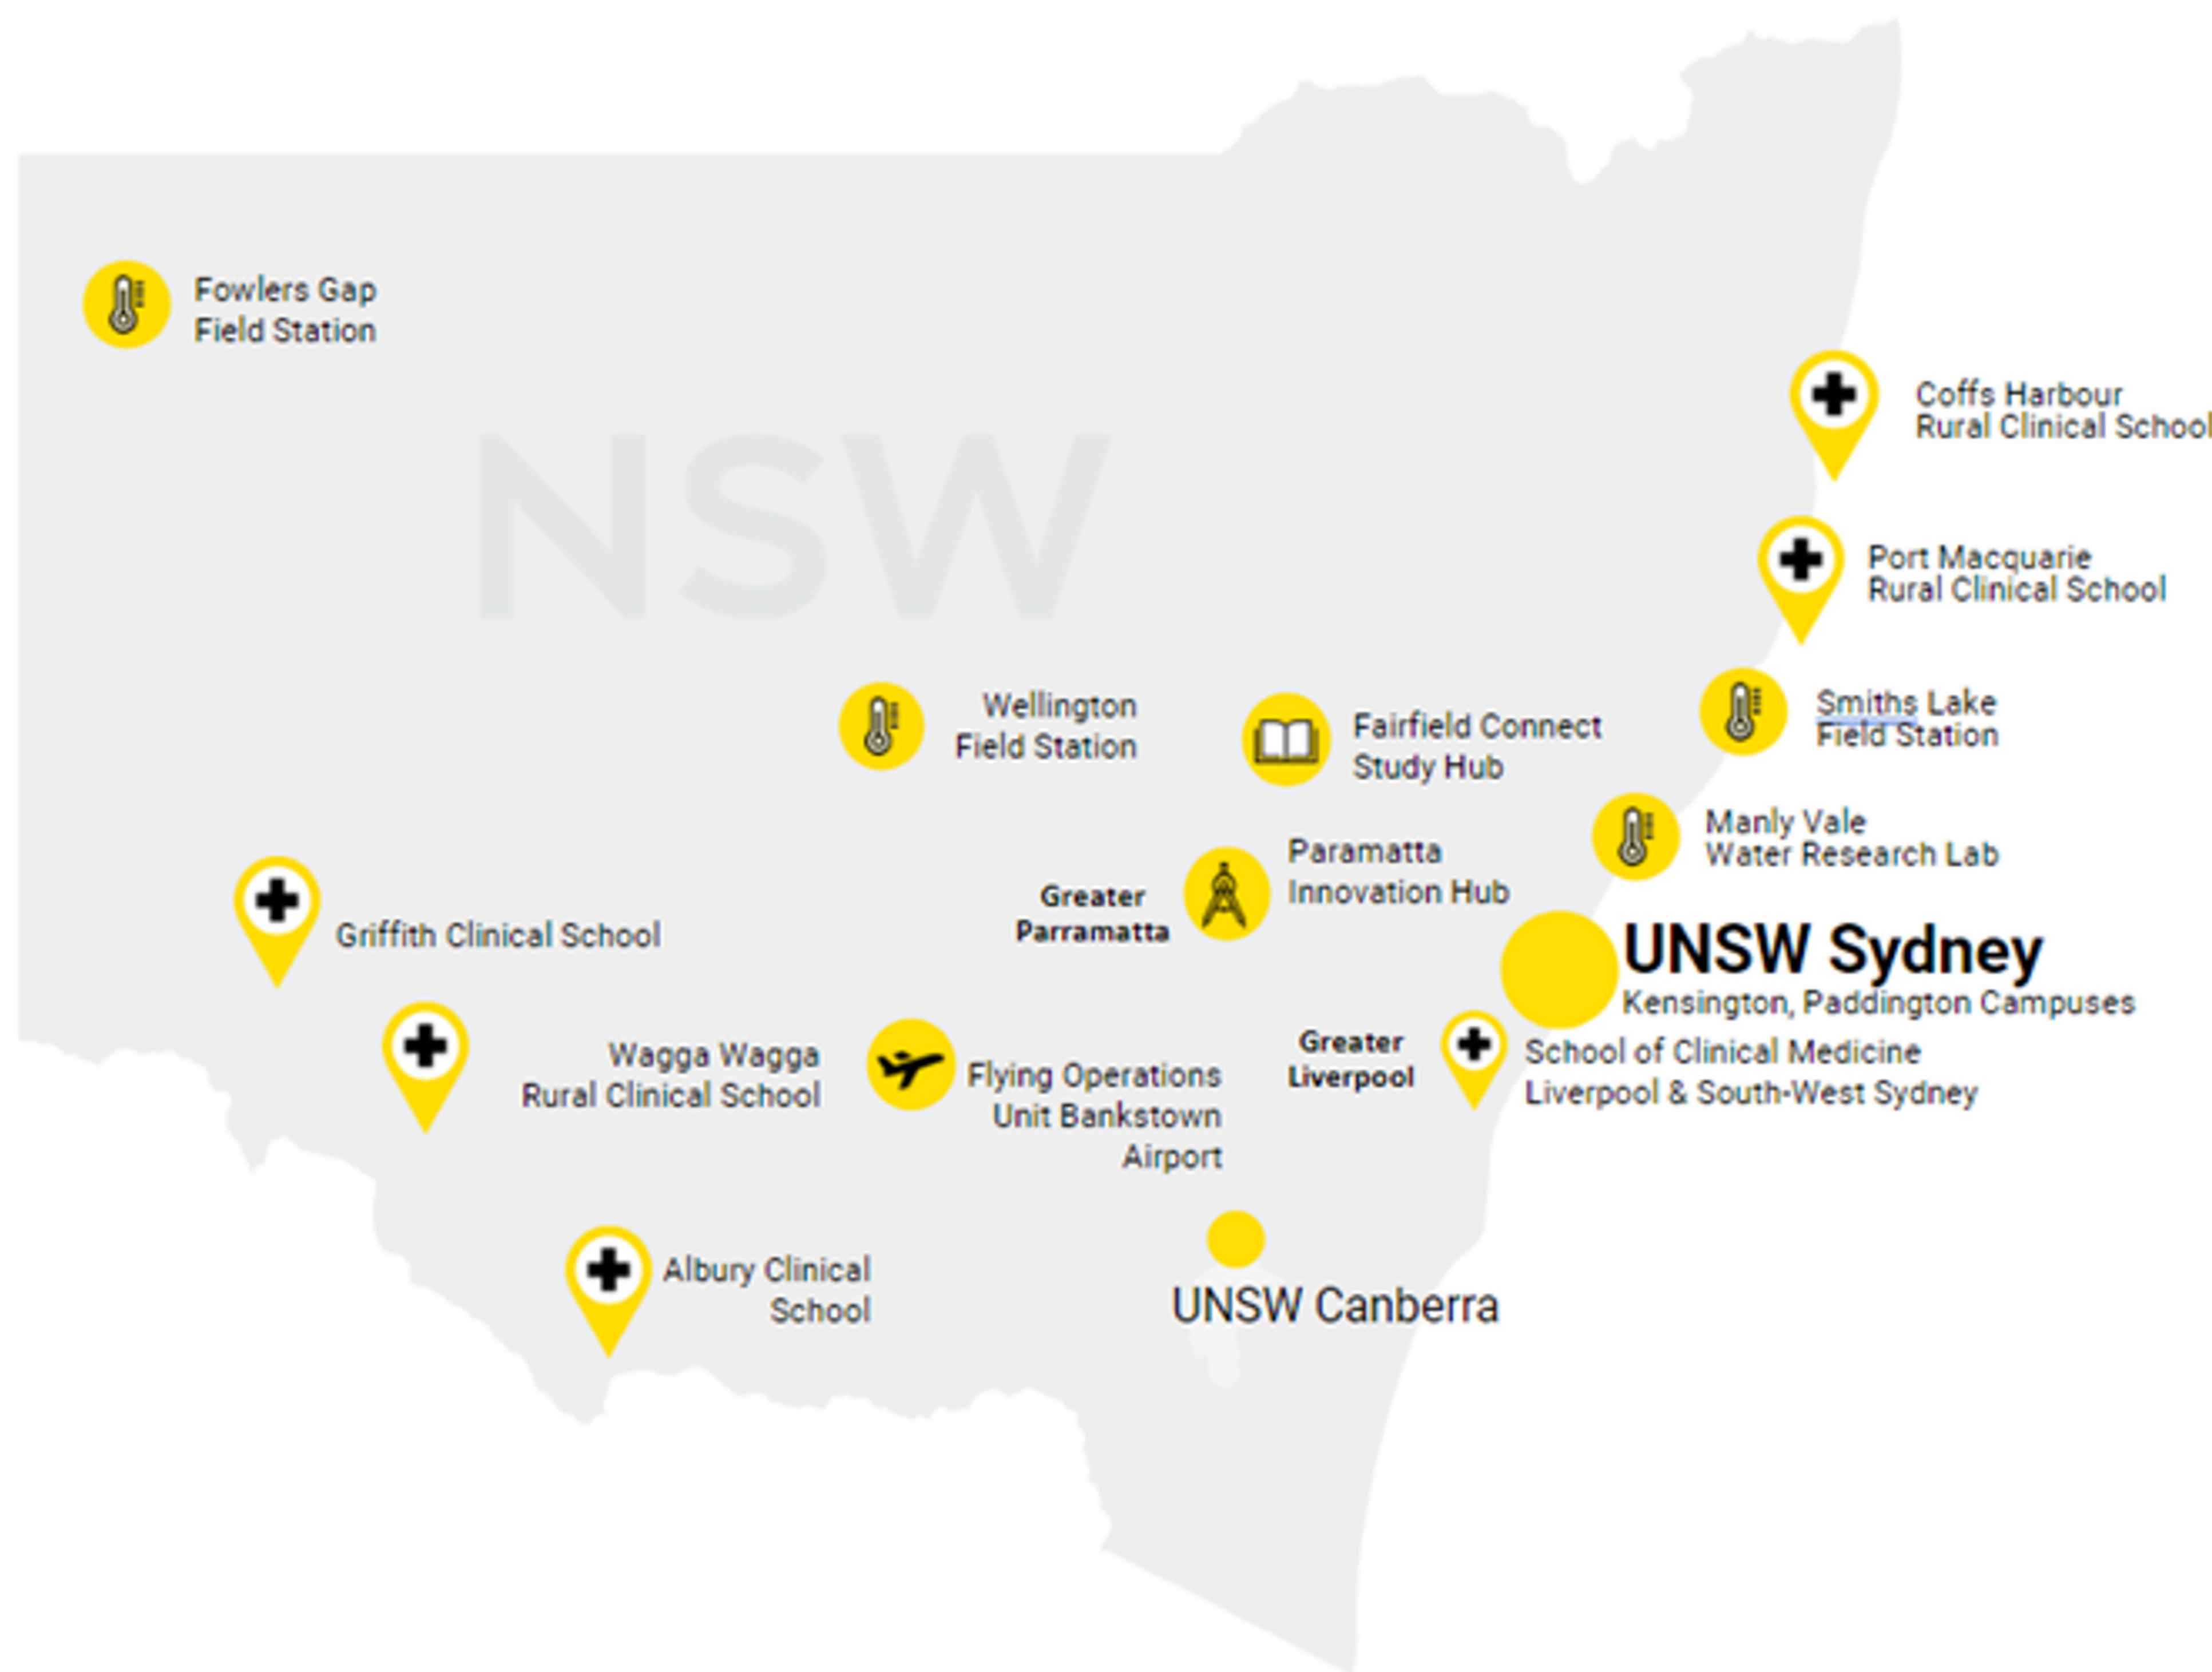 Fowlers Gap
Field Station
NSW
Coffs Harbour
Rural Clinical School
Port Macquarie
Rural Clinical School
Wellington
Field Station
Fairfield Connect
Study Hub
Smiths Lake
Field Station
Manly Vale
Water Research Lab
Paramatta
Innovation Hub
Greater
Parramatta
Griffith Clinical School
UNSW Sydney
Kensington, Paddington Campuses
Wagga Wagga
Rural Clinical School
Flying Operations
Unit Bankstown
Airport
Greater
Liverpool
School of Clinical Medicine
Liverpool & South-West Sydney
Albury Clinical
School
UNSW Canberra